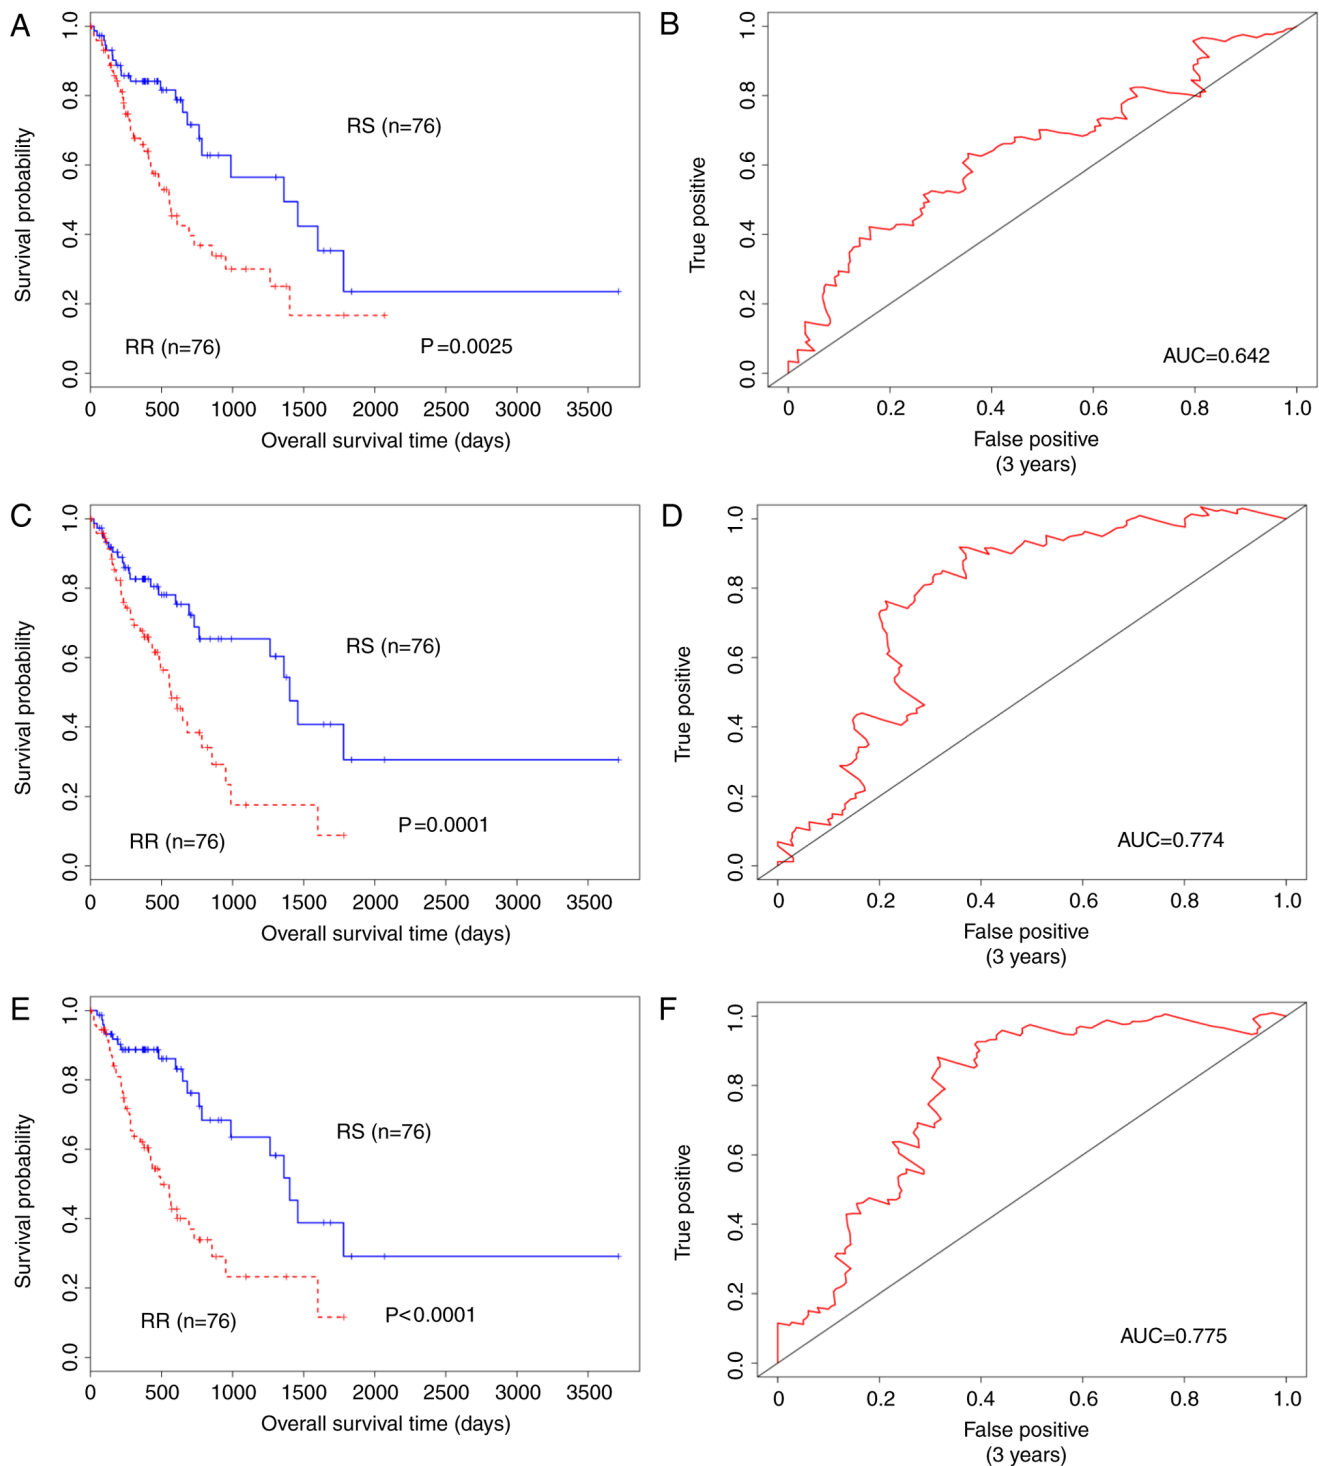 A
Survival probability
1.0
0.8
0.6
0.4
0.2
0.0
RS (n=76)
RR (n=76)
P=0.0025
0 500 1000 1500 2000 2500 3000 3500
Overall survival time (days)
B
True positive
1.0
0.8
0.6
0.4
0.2
0.0
AUC=0.642
0 0.2 0.4 0.6 0.8 1.0
False positive
(3 years)
C
Survival probability
1.0
0.8
0.6
0.4
0.2
0.0
RS (n=76)
P=0.0001
RR (n=76)
0 500 1000 1500 2000 2500 3000 3500
Overall survival time (days)
D
True positive
1.0
0.8
0.6
0.4
0.2
0.0
AUC=0.774
0 0.2 0.4 0.6 0.8 1.0
False positive
(3 years)
E
Survival probability
1.0
0.8
0.6
0.4
0.2
0.0
RS (n=76)
P<0.0001
RR (n=76)
0 500 1000 1500 2000 2500 3000 3500
Overall survival time (days)
F
True positive
1.0
0.8
0.6
0.4
0.2
0.0
AUC=0.775
0 0.2 0.4 0.6 0.8 1.0
False positive
(3 years)